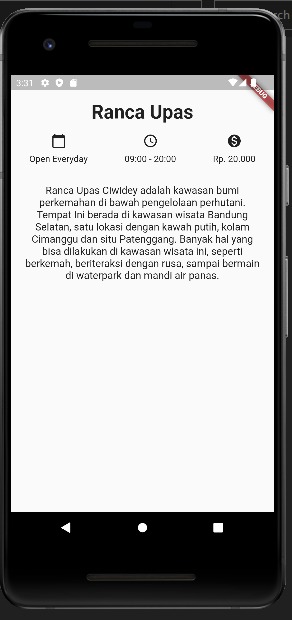 3:31
DEBUG
Ranca Upas
Open Everyday
09:00 - 20:00
Rp. 20.000
Ranca Upas Ciwidey adalah kawasan bumi
perkemahan di bawah pengelolaan perhutani.
Tempat Ini berada di kawasan wisata Bandung
Selatan, satu lokasi dengan kawah putih, kolam
Cimanggu dan situ Patenggang. Banyak hal yang
bisa dilakukan di kawasan wisata ini, seperti
berkemah, beriteraksi dengan rusa, sampai bermain
di waterpark dan mandi air panas.